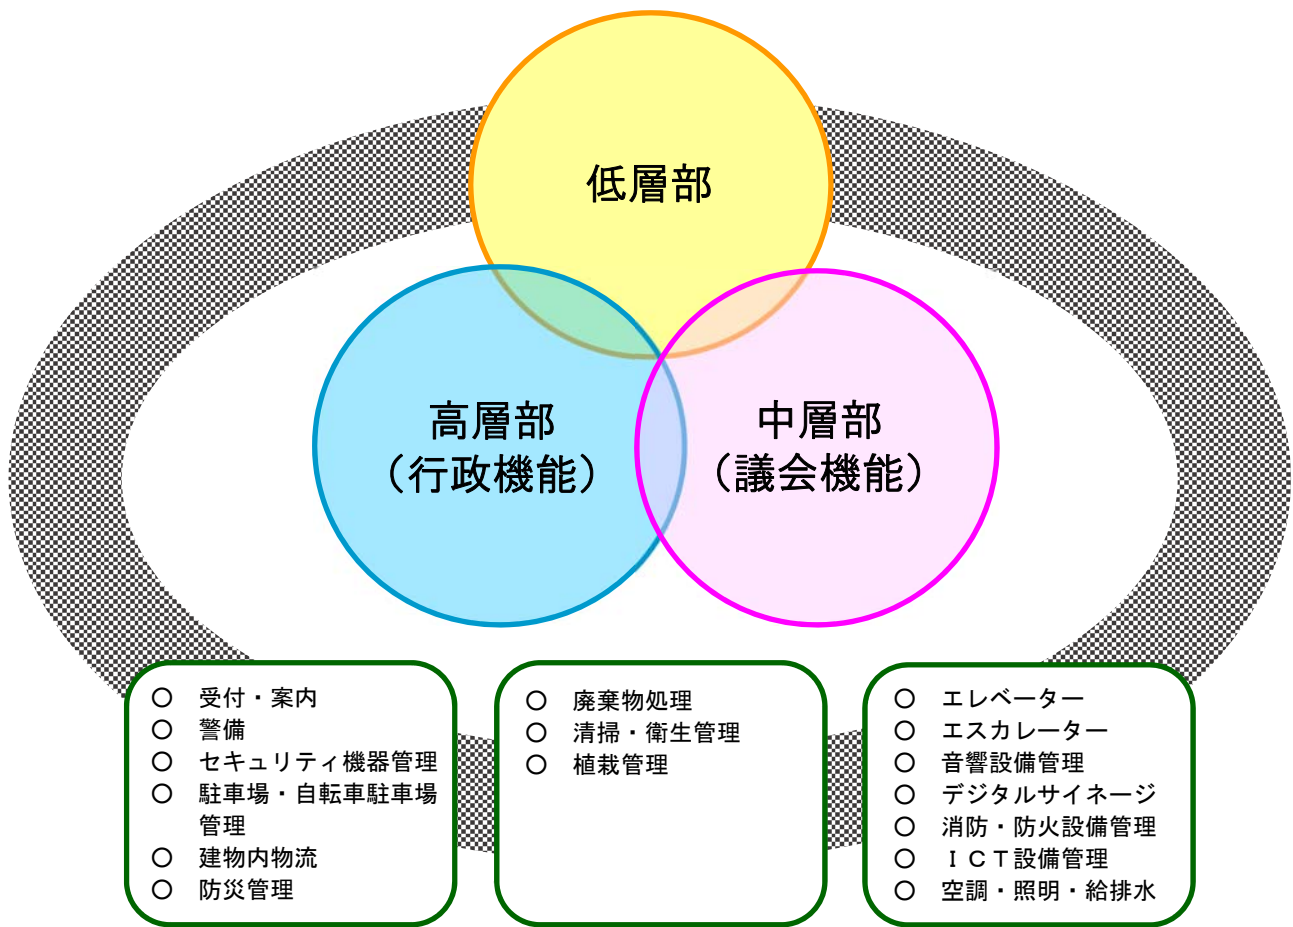 低層部
高層部
（行政機能）
中層部
（議会機能）
○ 受付・案内
○ 警備
○ セキュリティ機器管理
○ 駐車場・自転車駐車場
管理
○ 建物内物流
○ 防災管理
○ 廃棄物処理
○ 清掃・衛生管理
○ 植栽管理
○ エレベーター
○ エスカレーター
○ 音響設備管理
○ デジタルサイネージ
○ 消防・防火設備管理
○ ＩＣＴ設備管理
○ 空調・照明・給排水